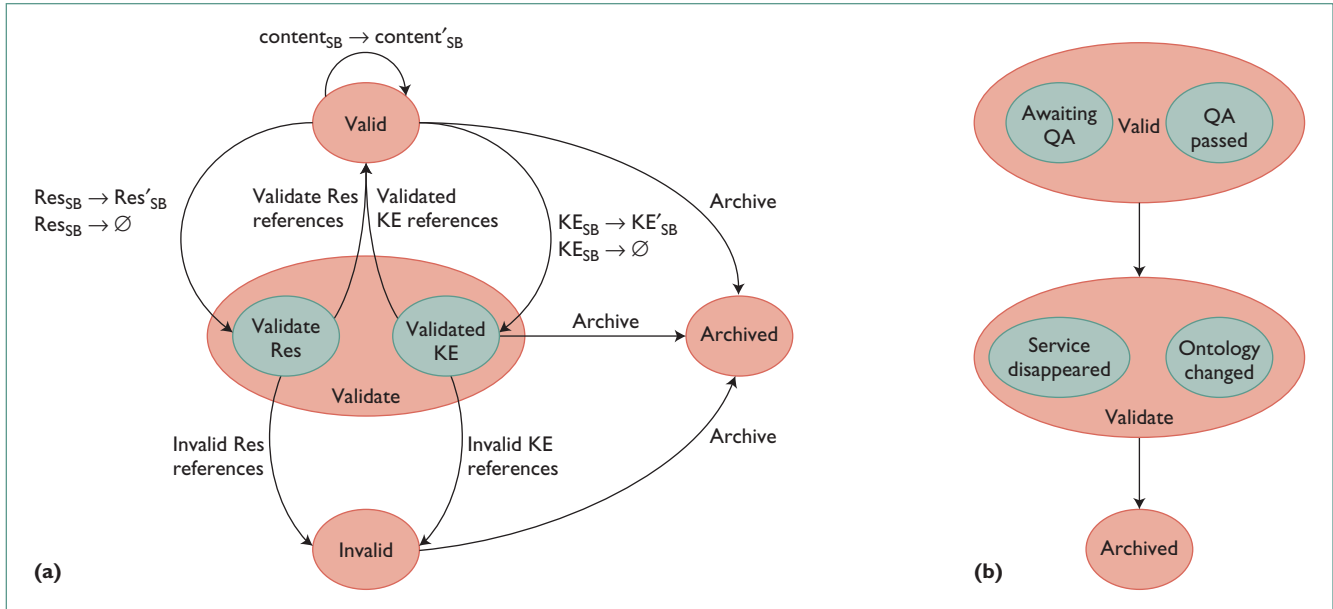 content_SB → content′_SB
Valid
Res_SB → Res′_SB
Res_SB → ∅
Validate Res
references
Validated
KE references
KE_SB → KE′_SB
KE_SB → ∅
Archive
Validate
Res
Validated
KE
Validate
Archive
Archived
Invalid Res
references
Invalid KE
references
Archive
Invalid
(a)
Awaiting
QA
Valid
QA
passed
Service
disappeared
Ontology
changed
Validate
Archived
(b)